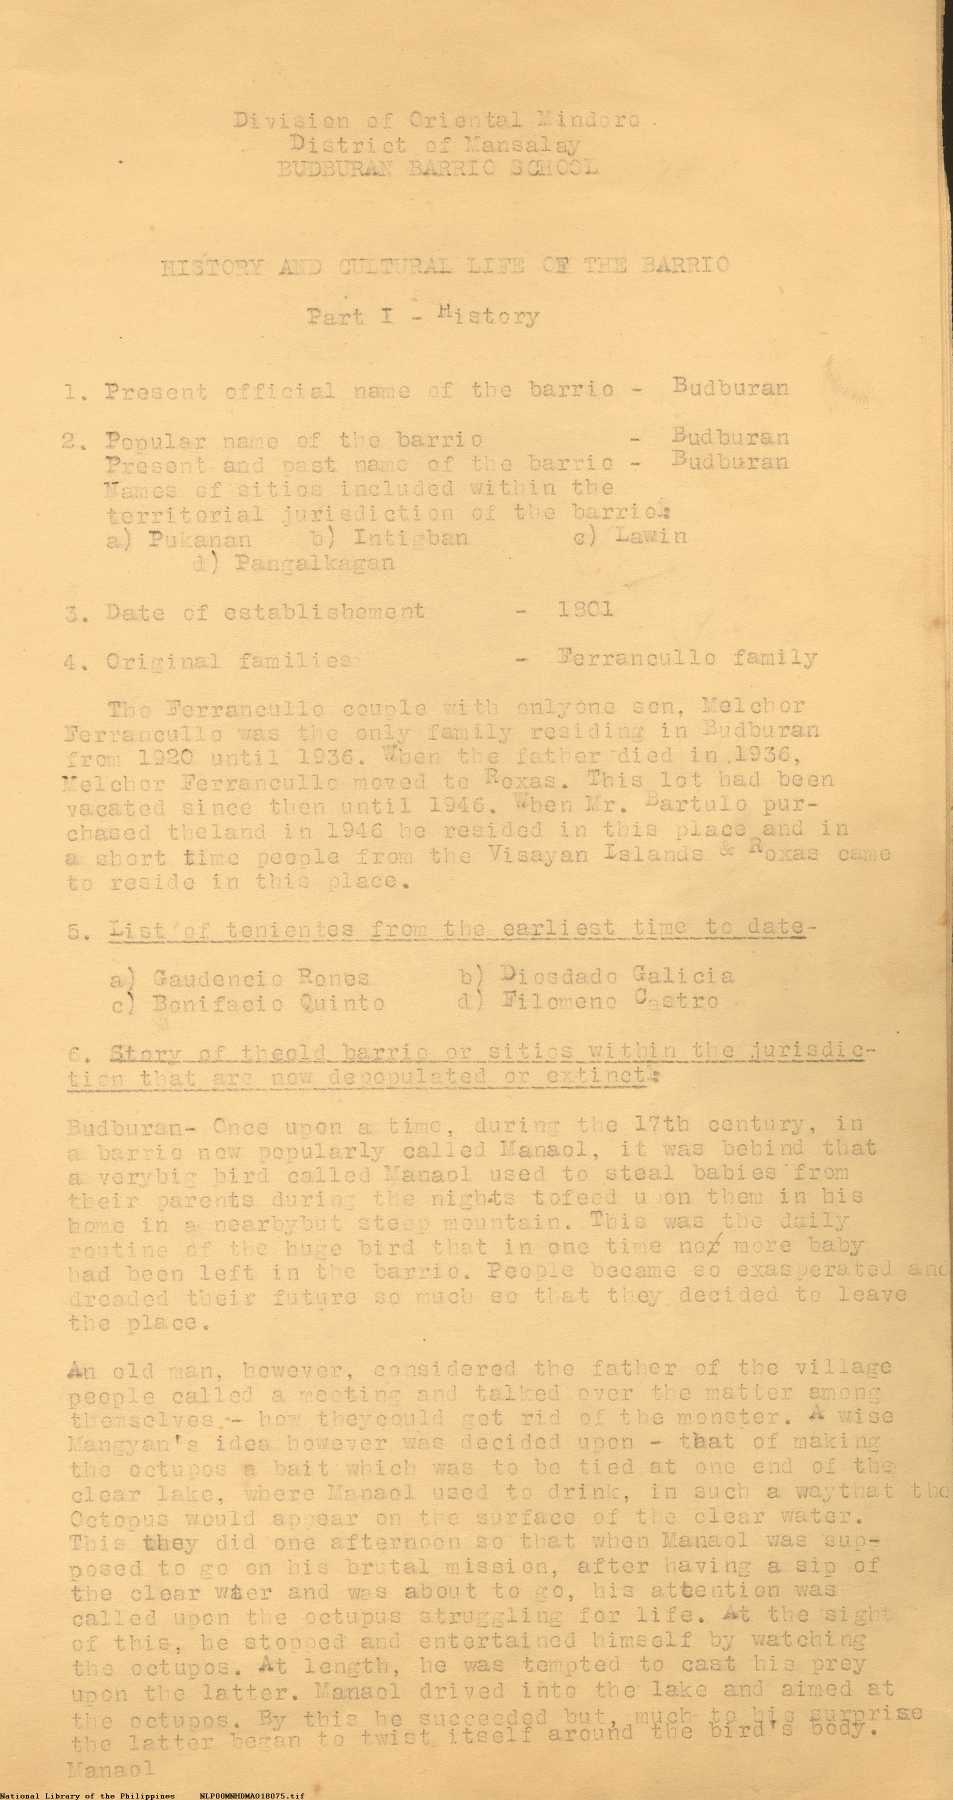 Division of Oriental Mindoro
District of Mansalay
BUDBURAN BARRIO SCHOOL
HISTORY AND CULTURAL LIFE OF THE BARRIO
Part I - History
1. Present official name of the barrio - Budburan
2. Popular name of the barrio - Budburan
Present and past name of the barrio - Budburan
Names of sitios included within the
territorial jurisdiction of the barrio:
a) Pukanan b) Intigban c) Lawin
d) Pangalkagan
3. Date of establishement - 1801
4. Original families - Ferrancullo family
The Ferrancullo couple with onlyone son, Melchor
Ferrancullo was the only family residing in Budburan
from 1920 until 1936. When the father died in 1936,
Melchor Ferrancullo moved to Roxas. This lot had been
vacated since then until 1946. When Mr. Bartulo pur-
chased theland in 1946 he resided in this place and in
a short time people from the Visayan Islands & Roxas came
to reside in this place.
5. List of tenientes from the earliest time to date-
a) Gaudencio Rones b) Diosdado Galicia
c) Bonifacio Quinto d) Filomeno Castro
6. Story of theold barrio or sitios within the jurisdic-
tion that are now depopulated or extinct:
Budburan- Once upon a time, during the 17th century, in
a barrio now popularly called Manaol, it was behind that
a verybig bird called Manaol used to steal babies from
their parents during the nights tofeed upon them in his
home in a nearbybut steep mountain. This was the daily
routine of the huge bird that in one time no more baby
had been left in the barrio. People became so exasperated and
dreaded their future so much so that they decided to leave
the place.
An old man, however, considered the father of the village
people called a meeting and talked over the matter among
themselves,- how theycould get rid of the monster. A wise
Mangyan's idea however was decided upon - that of making
the octupos a bait which was to be tied at one end of the
clear lake, where Manaol used to drink, in such a waythat the
Octopus would appear on the surface of the clear water.
This they did one afternoon so that when Manaol was sup-
posed to go on his brutal mission, after having a sip of
the clear water and was about to go, his attention was
called upon the octupus struggling for life. At the sight
of this, he stopped and entertained himself by watching
the octupos. At length, he was tempted to cast his prey
upon the latter. Manaol drived into the lake and aimed at
the octupos. By this he succeeded but, much to his surprise
the latter began to twist itself around the bird's body.
Manaol
National Library of the Philippines NLPOOMNHDMA018075.tif